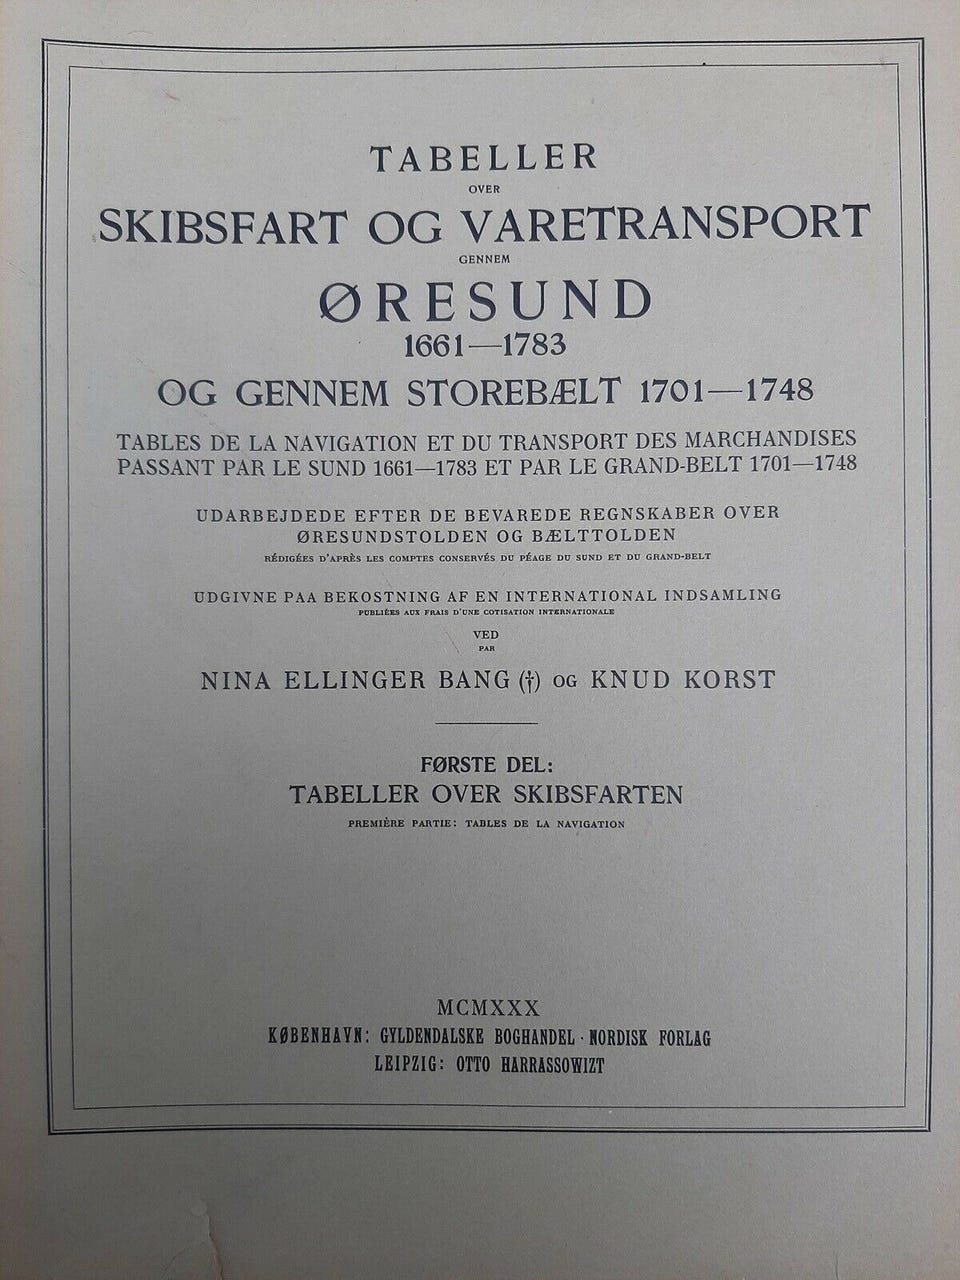 TABELLER
OVER
SKIBSFART OG VARETRANSPORT
GENNEM
ØRESUND
1661—1783
OG GENNEM STOREBÆLT 1701—1748
TABLES DE LA NAVIGATION ET DU TRANSPORT DES MARCHANDISES
PASSANT PAR LE SUND 1661—1783 ET PAR LE GRAND-BELT 1701—1748
UDARBEJDEDE EFTER DE BEVAREDE REGNSKABER OVER
ØRESUNDSTOLDEN OG BÆLTTOLDEN
RÉDIGÉES D'APRÈS LES COMPTES CONSERVÉS DU PÉAGE DU SUND ET DU GRAND-BELT
UDGIVNE PAA BEKOSTNING AF EN INTERNATIONAL INDSAMLING
PUBLIÉES AUX FRAIS D'UNE COTISATION INTERNATIONALE
VED
PAR
NINA ELLINGER BANG (†) OG KNUD KORST
FØRSTE DEL:
TABELLER OVER SKIBSFARTEN
PREMIÈRE PARTIE: TABLES DE LA NAVIGATION
MCMXXX
KØBENHAVN: GYLDENDALSKE BOGHANDEL · NORDISK FORLAG
LEIPZIG: OTTO HARRASSOWIZT